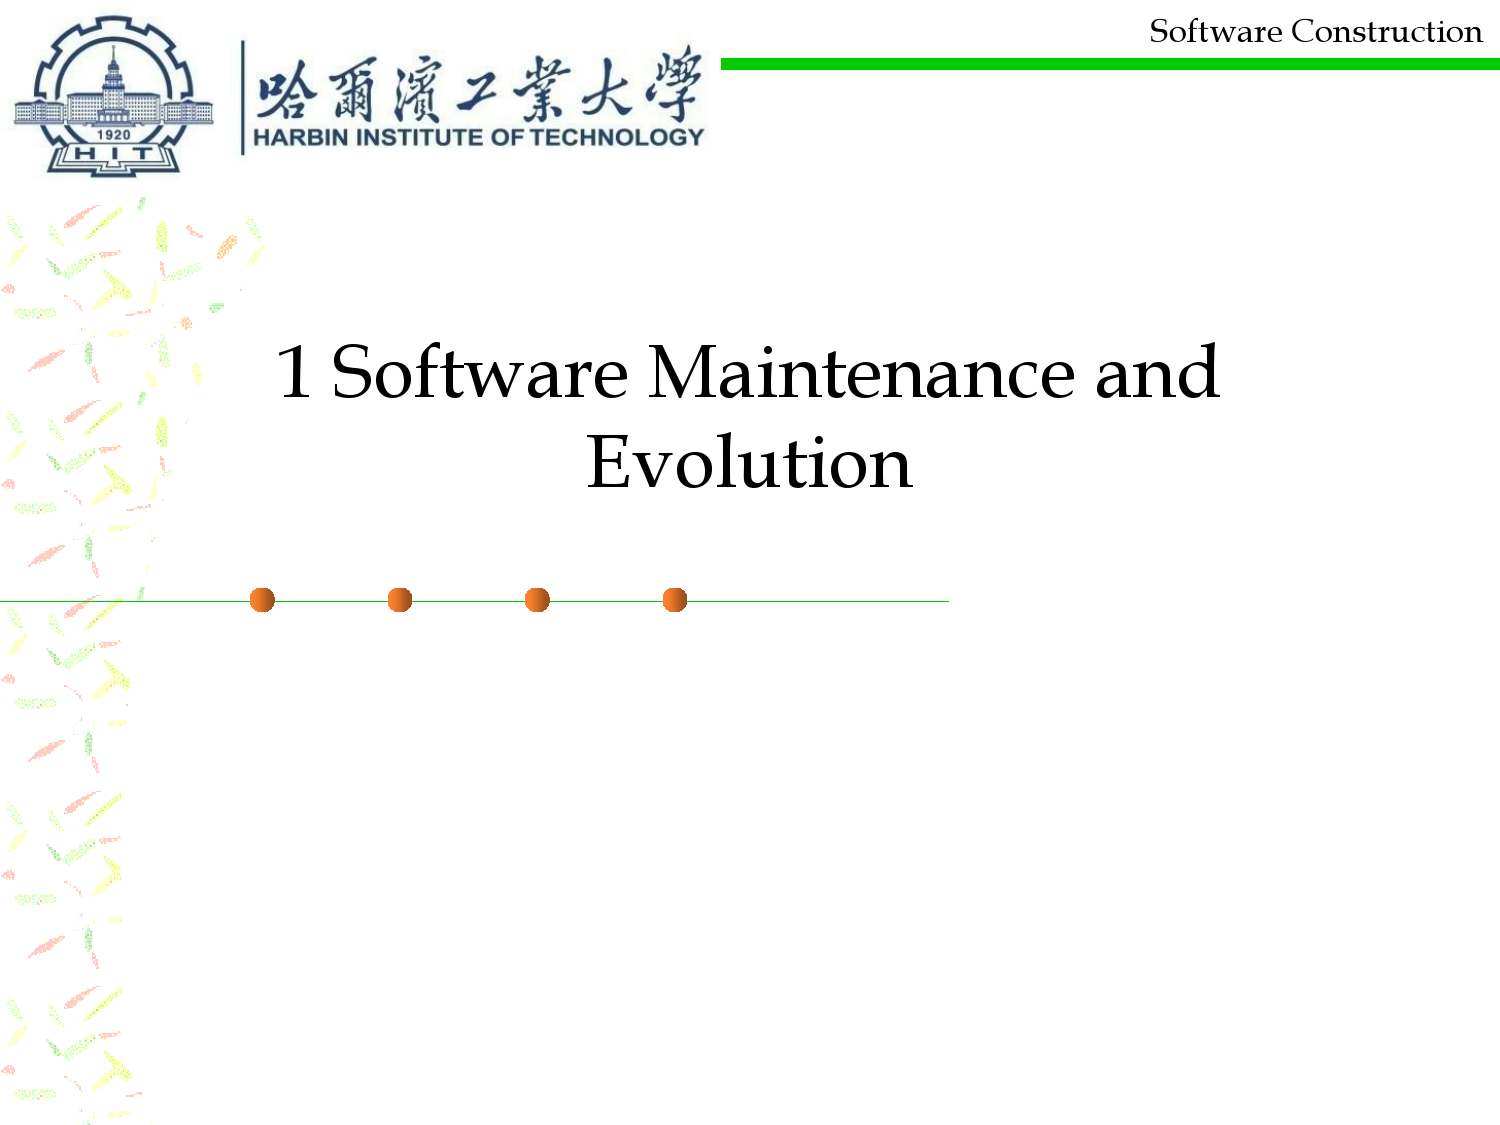 Software Construction
哈爾濱工業大學
HARBIN INSTITUTE OF TECHNOLOGY
1920
HIT
1 Software Maintenance and
Evolution